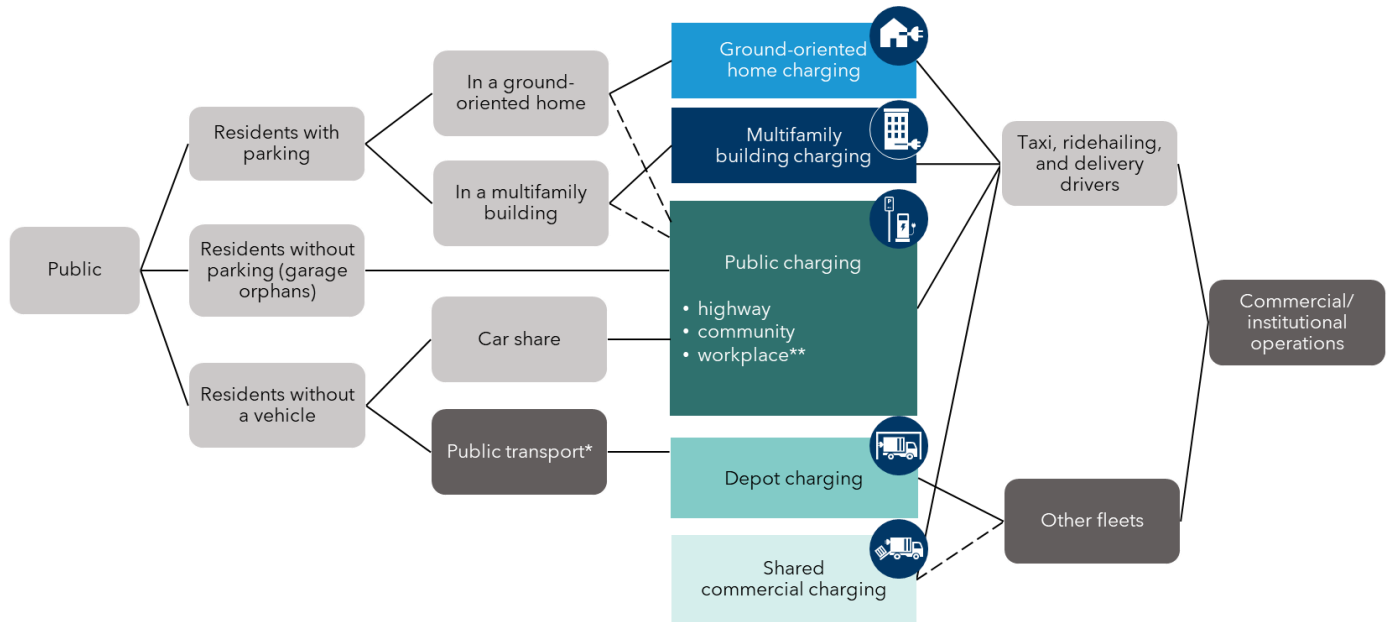 Public
Residents with
parking
Residents without
parking (garage
orphans)
Residents without
a vehicle
In a ground-
oriented home
In a multifamily
building
Car share
Public transport*
Ground-oriented
home charging
Multifamily
building charging
P
Public charging
• highway
• community
• workplace**
Depot charging
Shared
commercial charging
Taxi, ridehailing,
and delivery
drivers
Other fleets
Commercial/
institutional
operations